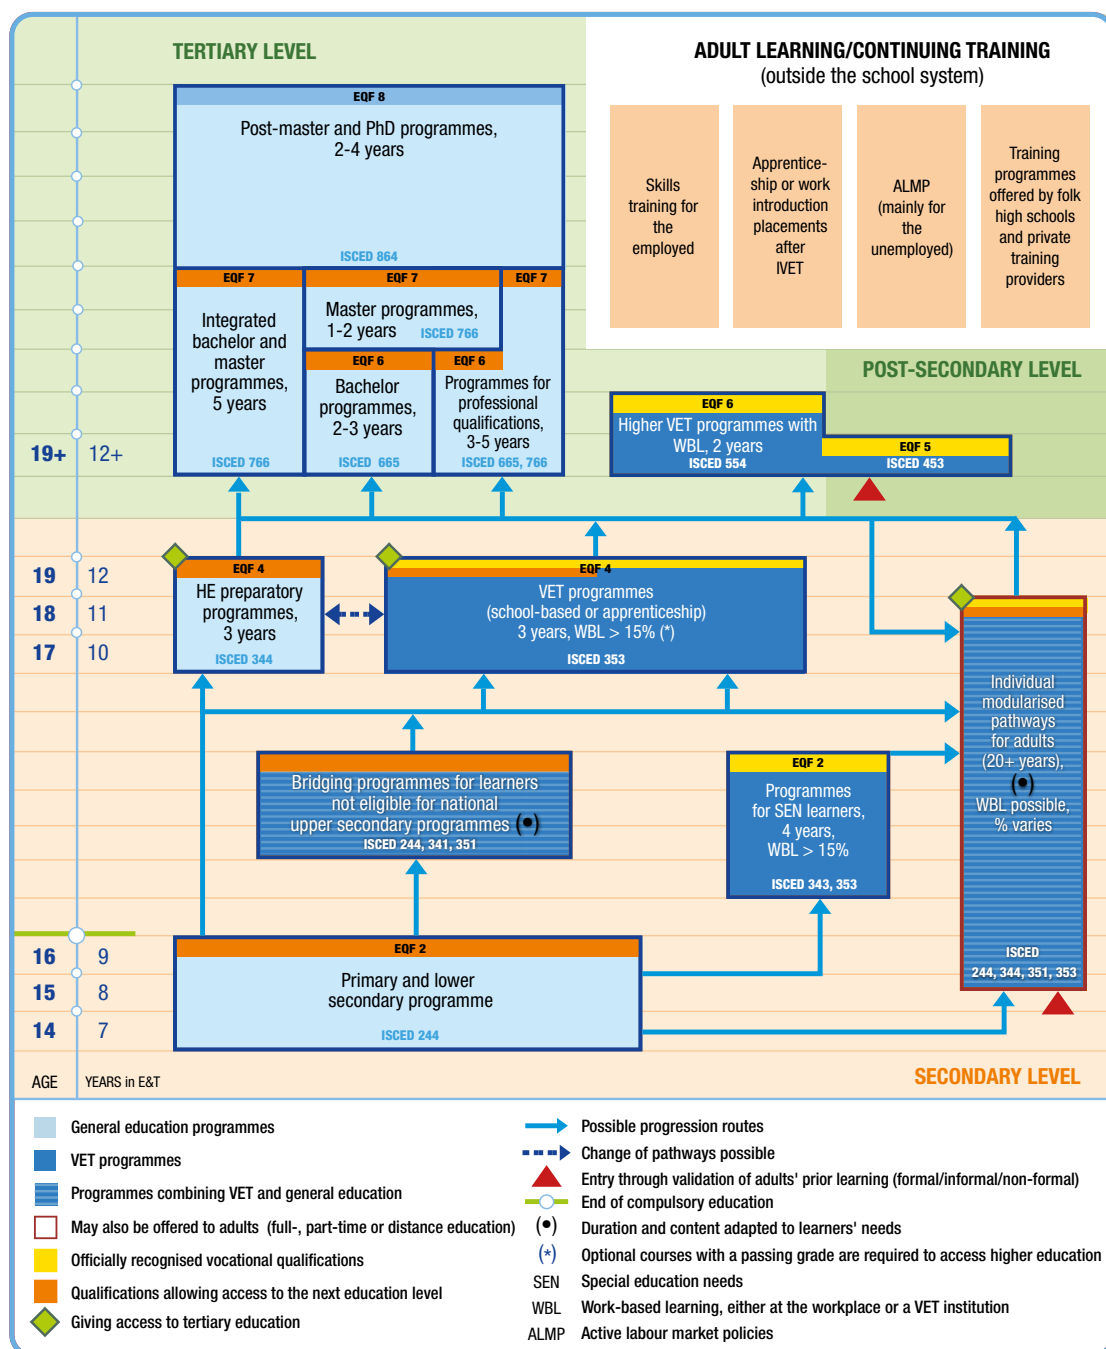 TERTIARY LEVEL
ADULT LEARNING/CONTINUING TRAINING
(outside the school system)
EQF 8
Post-master and PhD programmes,
2-4 years
ISCED 864
Skills
training for
the
employed
Apprentice-
ship or work
introduction
placements
after
IVET
ALMP
(mainly for
the
unemployed)
Training
programmes
offered by folk
high schools
and private
training
providers
EQF 7
Integrated
bachelor and
master
programmes,
5 years
ISCED 766
EQF 7
Master programmes,
1-2 years ISCED 766
EQF 7
EQF 6
Bachelor
programmes,
2-3 years
ISCED 665
EQF 6
Programmes for
professional
qualifications,
3-5 years
ISCED 665, 766
POST-SECONDARY LEVEL
EQF 6
Higher VET programmes with
WBL, 2 years
ISCED 554
EQF 5
ISCED 453
19+ 12+
19 12
18 11
17 10
EQF 4
HE preparatory
programmes,
3 years
ISCED 344
EQF 4
VET programmes
(school-based or apprenticeship)
3 years, WBL > 15% (*)
ISCED 353
Individual
modularised
pathways
for adults
(20+ years),
(•)
WBL possible,
% varies
ISCED
244, 344, 351, 353
Bridging programmes for learners
not eligible for national
upper secondary programmes (•)
ISCED 244, 341, 351
EQF 2
Programmes
for SEN learners,
4 years,
WBL > 15%
ISCED 343, 353
16 9
15 8
14 7
EQF 2
Primary and lower
secondary programme
ISCED 244
AGE YEARS in E&T
SECONDARY LEVEL
General education programmes
VET programmes
Programmes combining VET and general education
May also be offered to adults (full-, part-time or distance education)
Officially recognised vocational qualifications
Qualifications allowing access to the next education level
Giving access to tertiary education
Possible progression routes
Change of pathways possible
Entry through validation of adults' prior learning (formal/informal/non-formal)
End of compulsory education
(•) Duration and content adapted to learners' needs
(*) Optional courses with a passing grade are required to access higher education
SEN Special education needs
WBL Work-based learning, either at the workplace or a VET institution
ALMP Active labour market policies